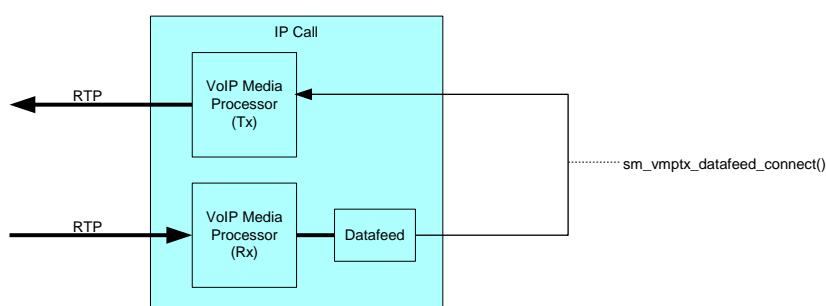 IP Call
VoIP Media
Processor
(Tx)
RTP
sm_vmptx_datafeed_connect()
VoIP Media
Processor
(Rx)
RTP
Datafeed